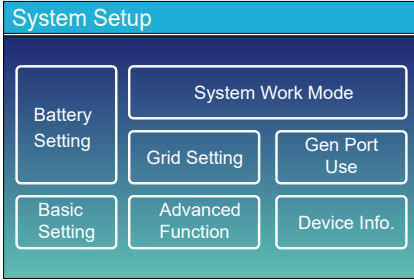 System Setup
Battery
Setting
System Work Mode
Grid Setting
Gen Port
Use
Basic
Setting
Advanced
Function
Device Info.